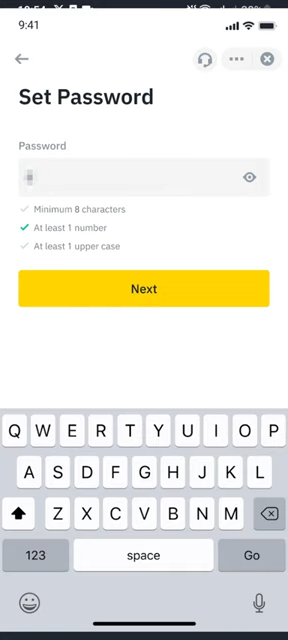 9:41
Set Password
Password
Minimum 8 characters
At least 1 number
At least 1 upper case
Next
Q W E R T Y U I O P
A S D F G H J K L
Z X C V B N M
123 space Go